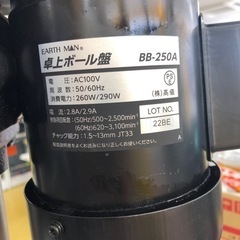 EARTH MAN
卓上ボール盤 BB-250A
電 圧:AC100V
周 波 数:50/60Hz
消費電力:260W/290W
PS
E
(株)高儀
電 流:2.8A/2.9A
(50Hz)500~2,500min⁻¹
(60Hz)620~3,100min⁻¹
チャック能力:1.5~13mm JT33
LOT NO.
22BE